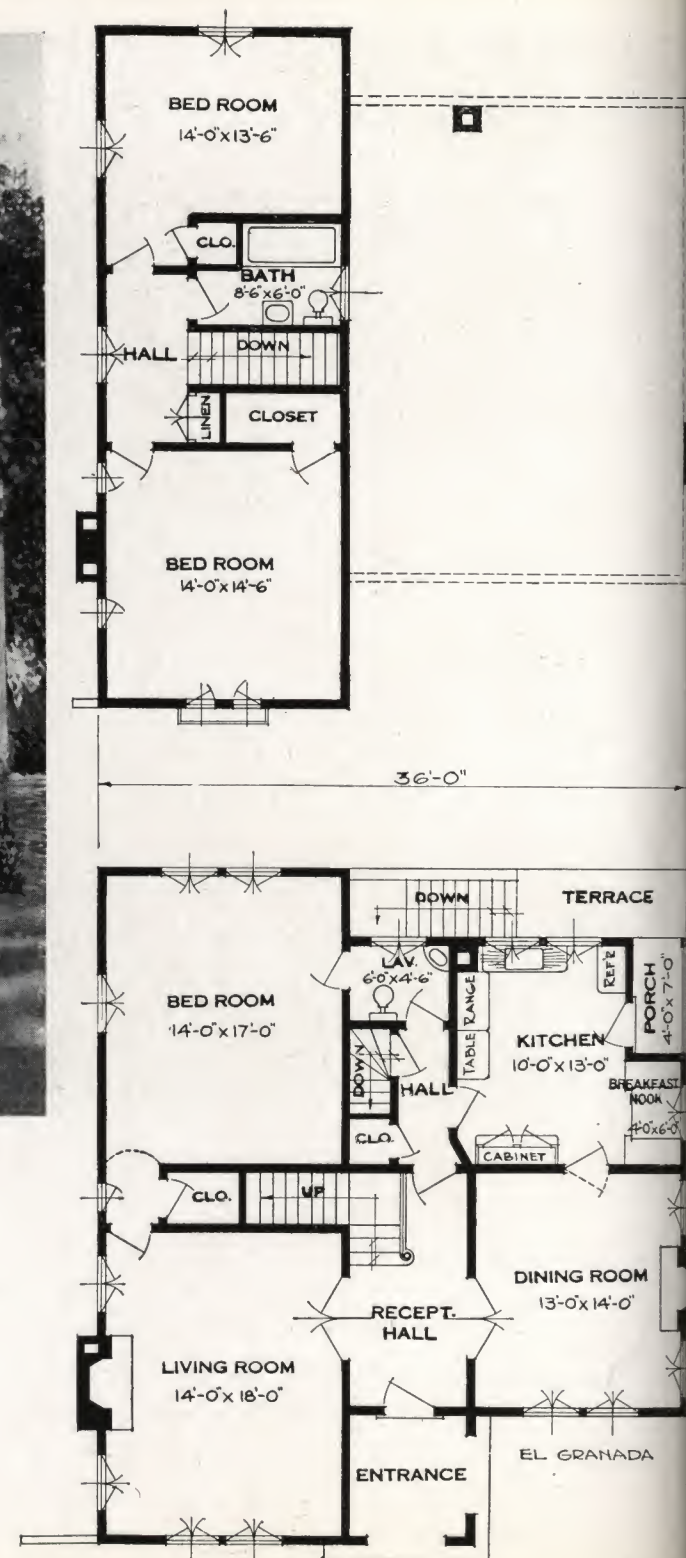 BED ROOM
14'-0"x13'-6"
CLO.
BATH
8'-6"x6'-0"
HALL
DOWN
LINEN
CLOSET
BED ROOM
14'-0"x14'-6"
36'-0"
DOWN
TERRACE
LAV.
6'-0"x4'-6"
REF'R
PORCH
4'-0"x7'-0"
BED ROOM
14'-0"x17'-0"
RANGE
TABLE
KITCHEN
10'-0"x13'-0"
DOWN
HALL
BREAKFAST
NOOK
4'-0"x6'-0"
CLO.
CABINET
CLO.
UP
DINING ROOM
13'-0"x14'-0"
RECEPT.
HALL
LIVING ROOM
14'-0"x18'-0"
ENTRANCE
EL GRANADA